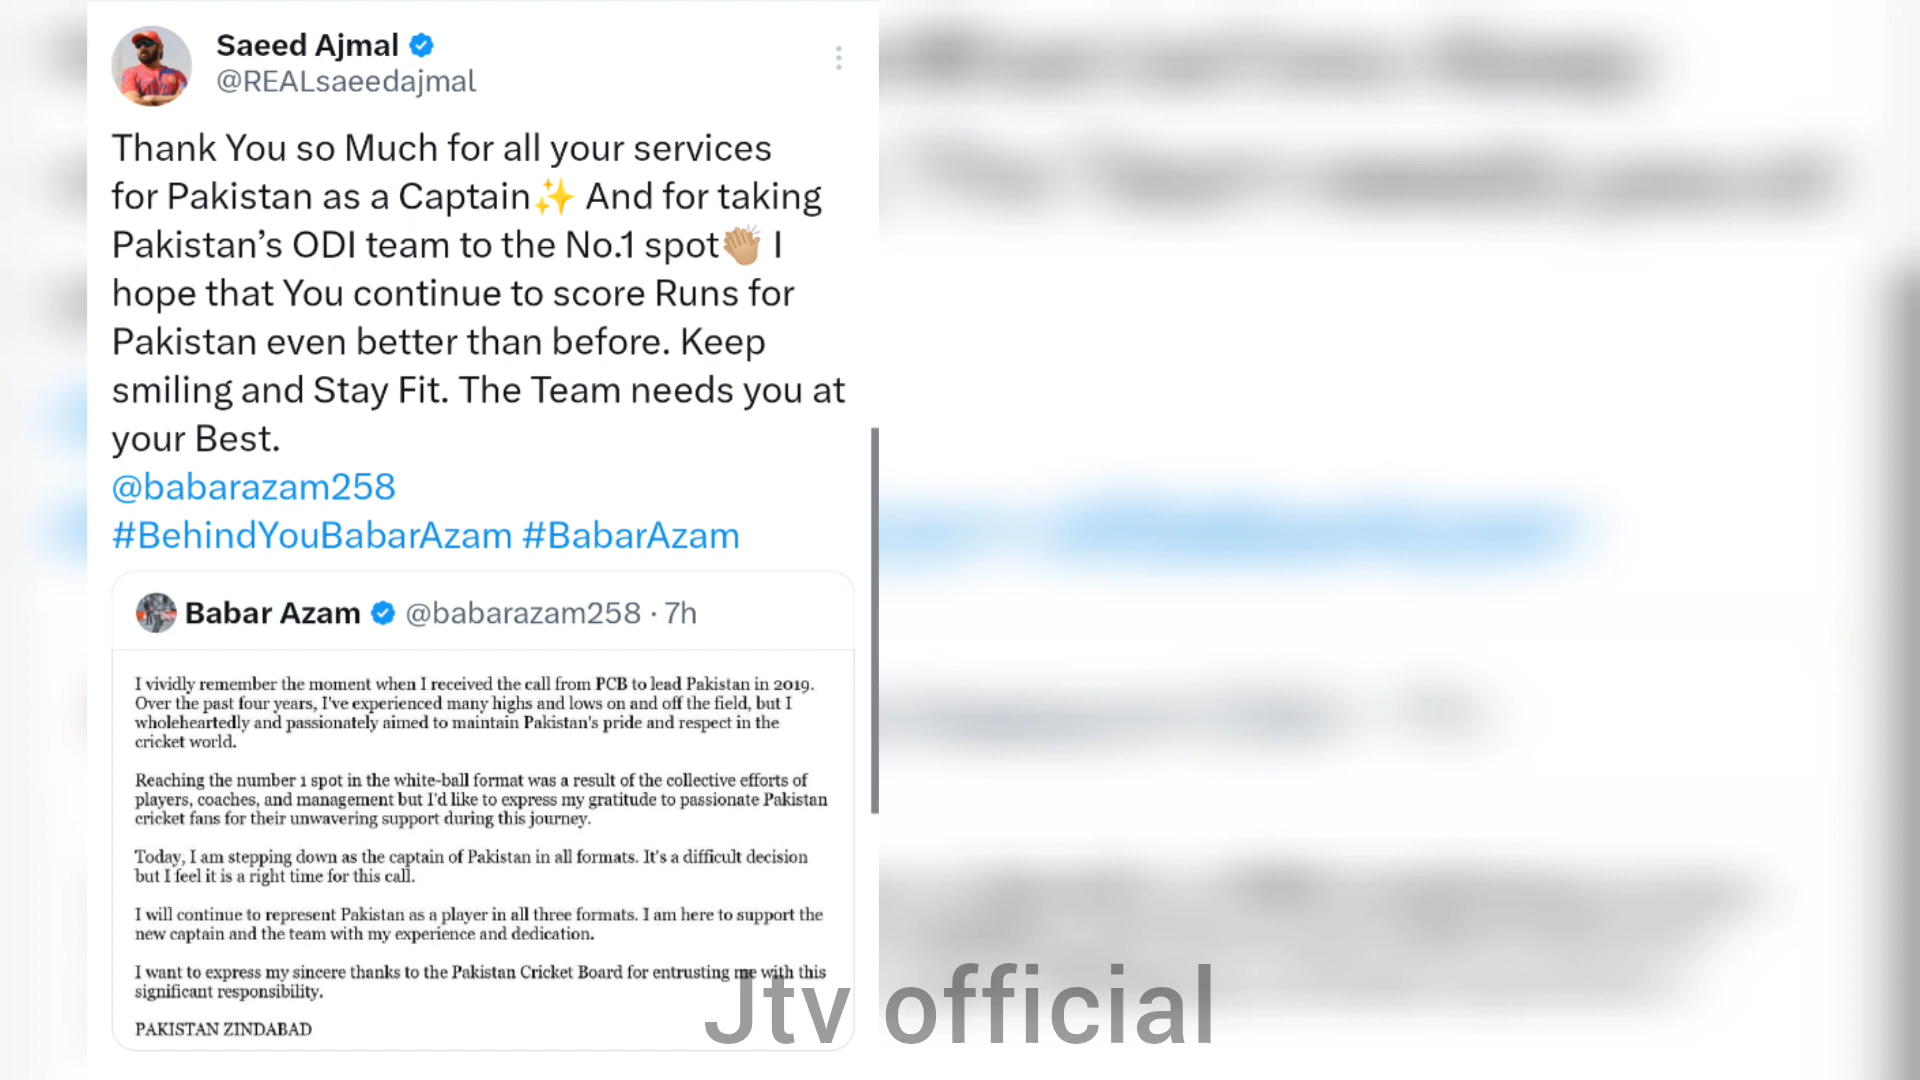 Saeed Ajmal
@REALsaeedajmal
Thank You so Much for all your services
for Pakistan as a Captain✨ And for taking
Pakistan’s ODI team to the No.1 spot👏🏼 I
hope that You continue to score Runs for
Pakistan even better than before. Keep
smiling and Stay Fit. The Team needs you at
your Best.
@babarazam258
#BehindYouBabarAzam #BabarAzam
Babar Azam @babarazam258 · 7h
I vividly remember the moment when I received the call from PCB to lead Pakistan in 2019.
Over the past four years, I've experienced many highs and lows on and off the field, but I
wholeheartedly and passionately aimed to maintain Pakistan's pride and respect in the
cricket world.
Reaching the number 1 spot in the white-ball format was a result of the collective efforts of
players, coaches, and management but I'd like to express my gratitude to passionate Pakistan
cricket fans for their unwavering support during this journey.
Today, I am stepping down as the captain of Pakistan in all formats. It's a difficult decision
but I feel it is a right time for this call.
I will continue to represent Pakistan as a player in all three formats. I am here to support the
new captain and the team with my experience and dedication.
I want to express my sincere thanks to the Pakistan Cricket Board for entrusting me with this
significant responsibility.
PAKISTAN ZINDABAD
Jtv official